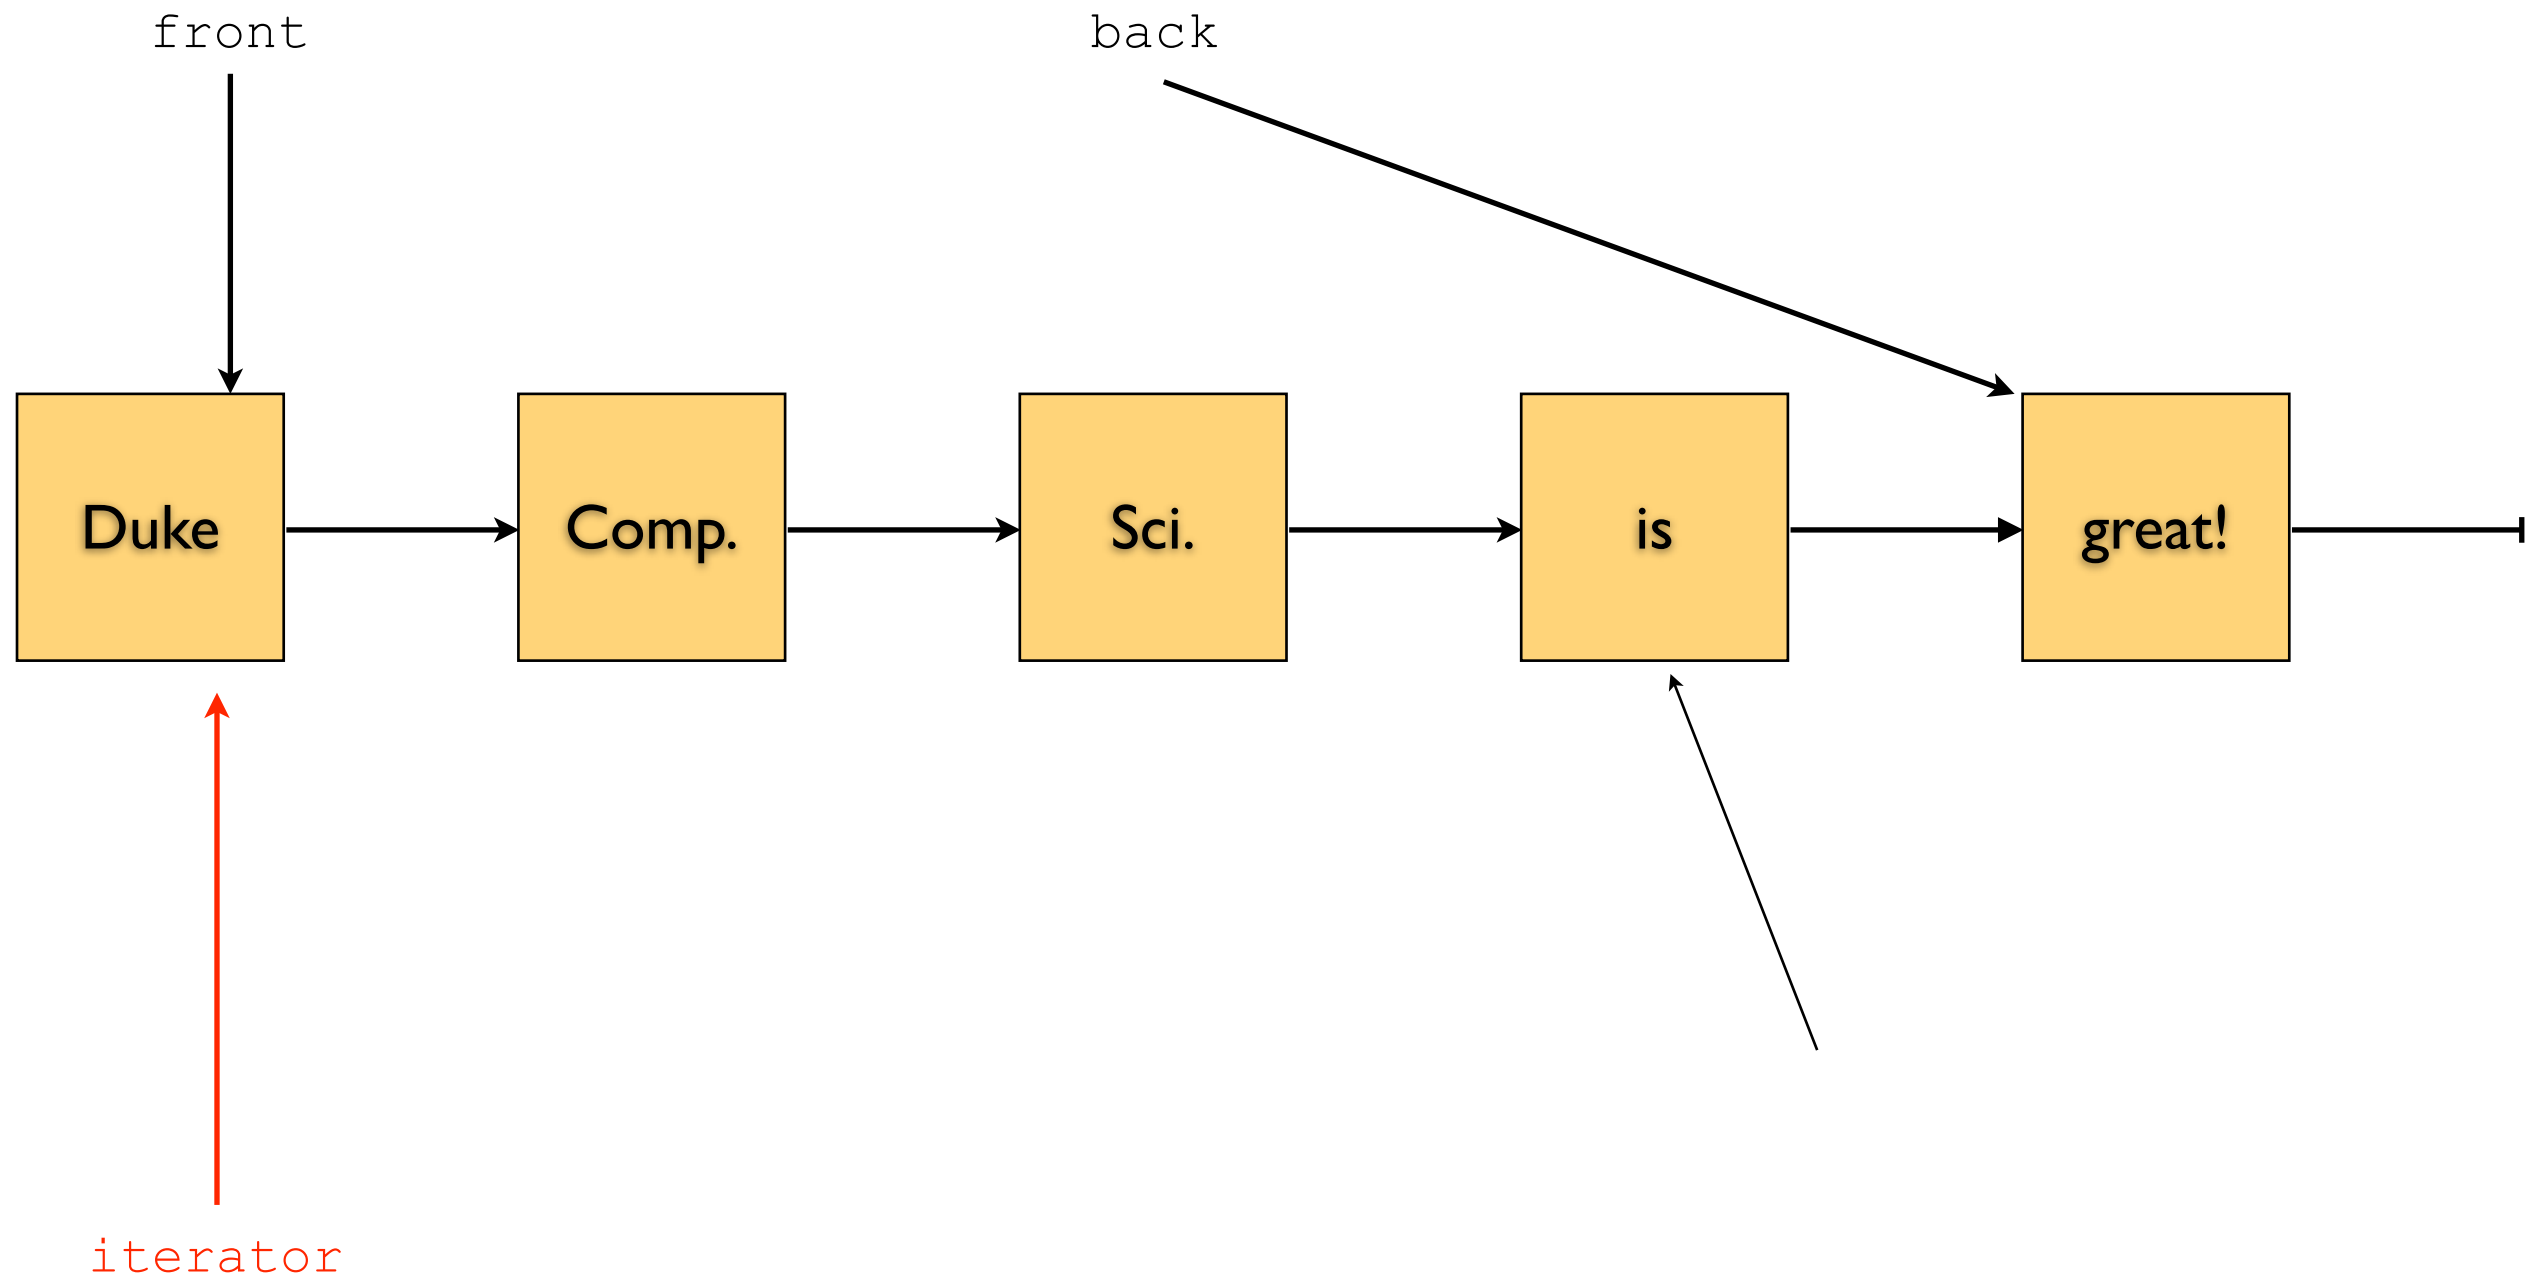 front
back
Duke
Comp.
Sci.
is
great!
iterator